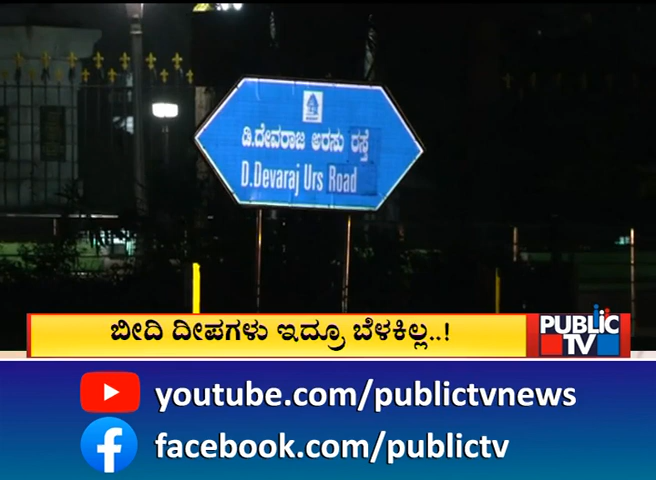 ಡಿ.ದೇವರಾಜ ಅರಸು ರಸ್ತೆ
D.Devaraj Urs Road
ಬೀದಿ ದೀಪಗಳು ಇದ್ರೂ ಬೆಳಕಿಲ್ಲ..!
PUBLiC
TV
youtube.com/publictvnews
facebook.com/publictv